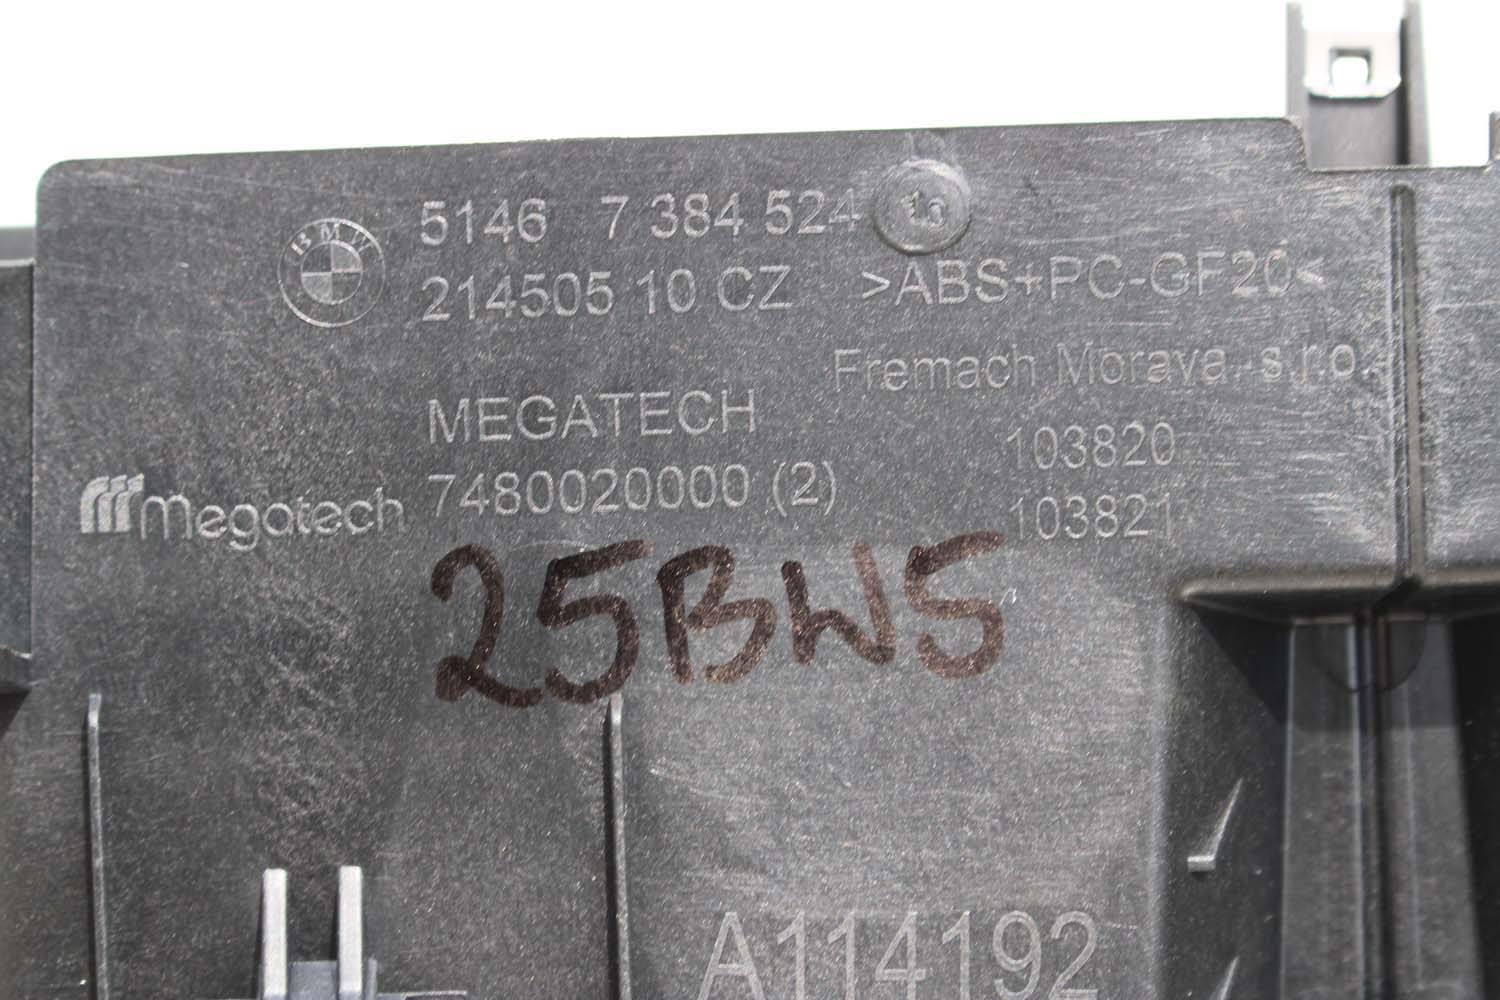 BMW
5146 7 384 524
214505 10 CZ >ABS+PC-GF20<
Fremach Morava, s.r.o.
MEGATECH
103820
Megatech 7480020000 (2)
103821
25BW5
A114192